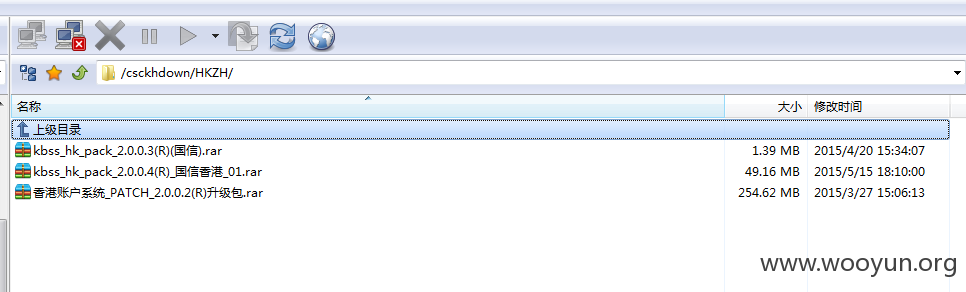 /csckhdown/HKZH/
名称 大小 修改时间
上级目录
kbss_hk_pack_2.0.0.3(R)(国信).rar 1.39 MB 2015/4/20 15:34:07
kbss_hk_pack_2.0.0.4(R)_国信香港_01.rar 49.16 MB 2015/5/15 18:10:00
香港账户系统_PATCH_2.0.0.2(R)升级包.rar 254.62 MB 2015/3/27 15:06:13
www.wooyun.org